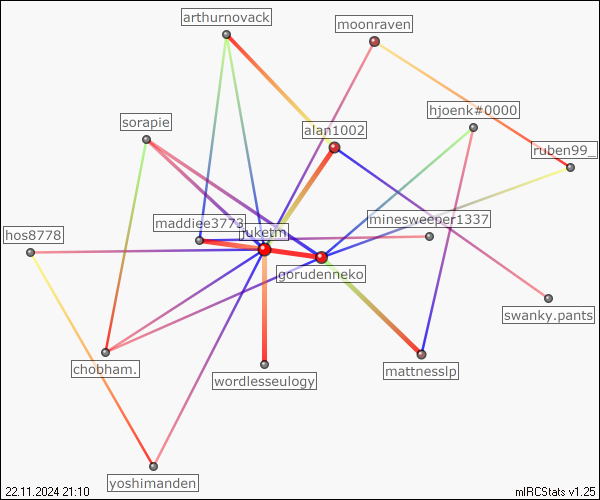 arthurnovack
moonraven
hjoenk#0000
sorapie
alan1002
ruben99_
maddiee3773
minesweeper1337
hos8778
gorudenneko
swanky.pants
chobham.
wordlesseulogy
mattnesslp
yoshimanden
22.11.2024 21:10
mIRCStats v1.25